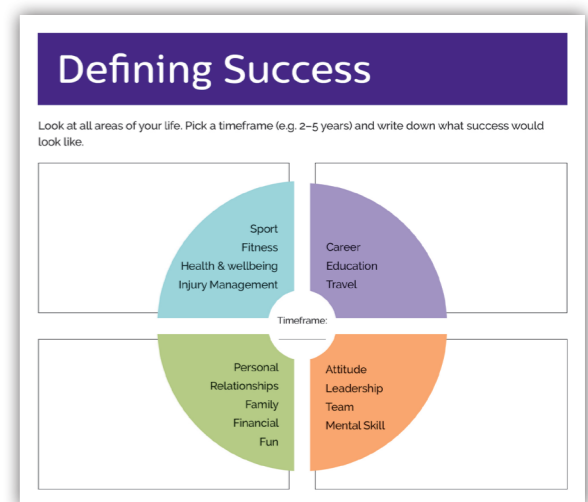 Defining Success
Look at all areas of your life. Pick a timeframe (e.g. 2–5 years) and write down what success would
look like.
Sport
Fitness
Health & wellbeing
Injury Management
Career
Education
Travel
Timeframe:
Personal
Relationships
Family
Financial
Fun
Attitude
Leadership
Team
Mental Skill